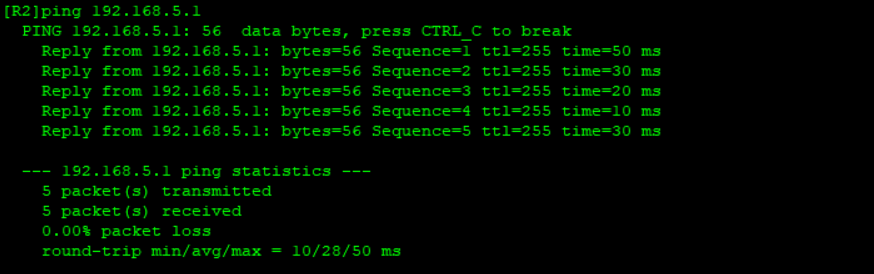 [R2]ping 192.168.5.1
PING 192.168.5.1: 56  data bytes, press CTRL_C to break
Reply from 192.168.5.1: bytes=56 Sequence=1 ttl=255 time=50 ms
Reply from 192.168.5.1: bytes=56 Sequence=2 ttl=255 time=30 ms
Reply from 192.168.5.1: bytes=56 Sequence=3 ttl=255 time=20 ms
Reply from 192.168.5.1: bytes=56 Sequence=4 ttl=255 time=10 ms
Reply from 192.168.5.1: bytes=56 Sequence=5 ttl=255 time=30 ms
--- 192.168.5.1 ping statistics ---
5 packet(s) transmitted
5 packet(s) received
0.00% packet loss
round-trip min/avg/max = 10/28/50 ms